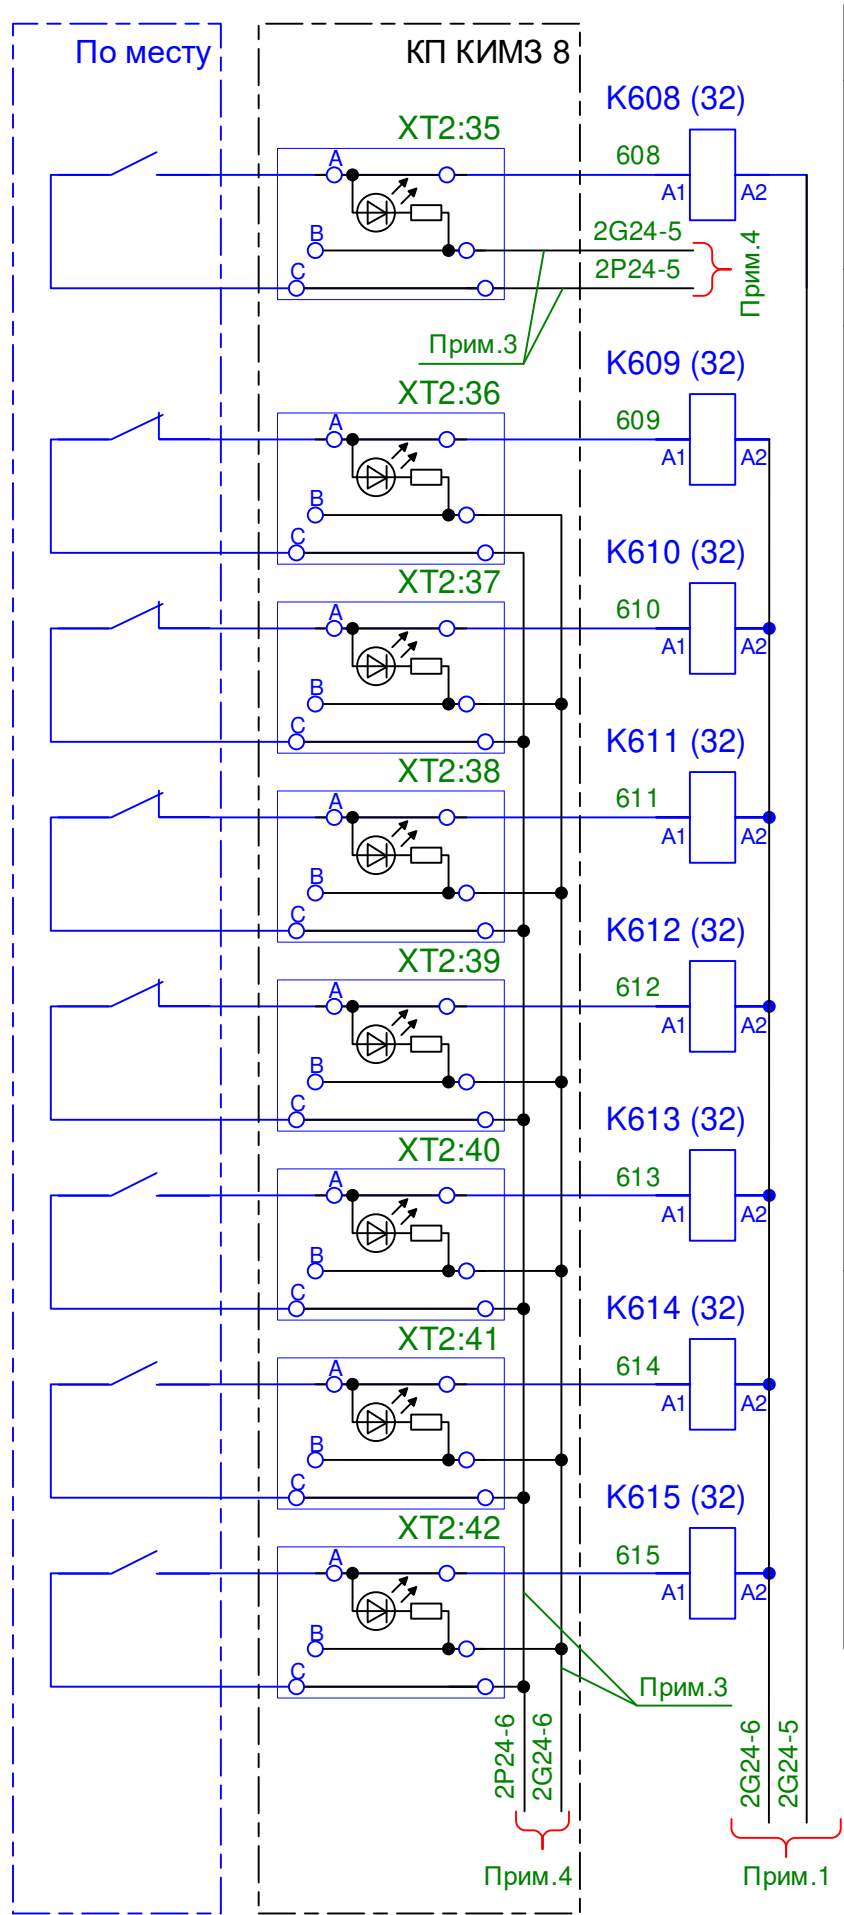 По месту
КП КИМЗ 8
К608 (32)
XT2:35
A
608
A1
A2
B
2G24-5
C
2P24-5
Прим.4
Прим.3
К609 (32)
XT2:36
A
609
A1
A2
B
C
К610 (32)
XT2:37
A
610
A1
A2
B
C
К611 (32)
XT2:38
A
611
A1
A2
B
C
К612 (32)
XT2:39
A
612
A1
A2
B
C
К613 (32)
XT2:40
A
613
A1
A2
B
C
К614 (32)
XT2:41
A
614
A1
A2
B
C
К615 (32)
XT2:42
A
615
A1
A2
B
C
Прим.3
2P24-6
2G24-6
2G24-6
2G24-5
Прим.4
Прим.1